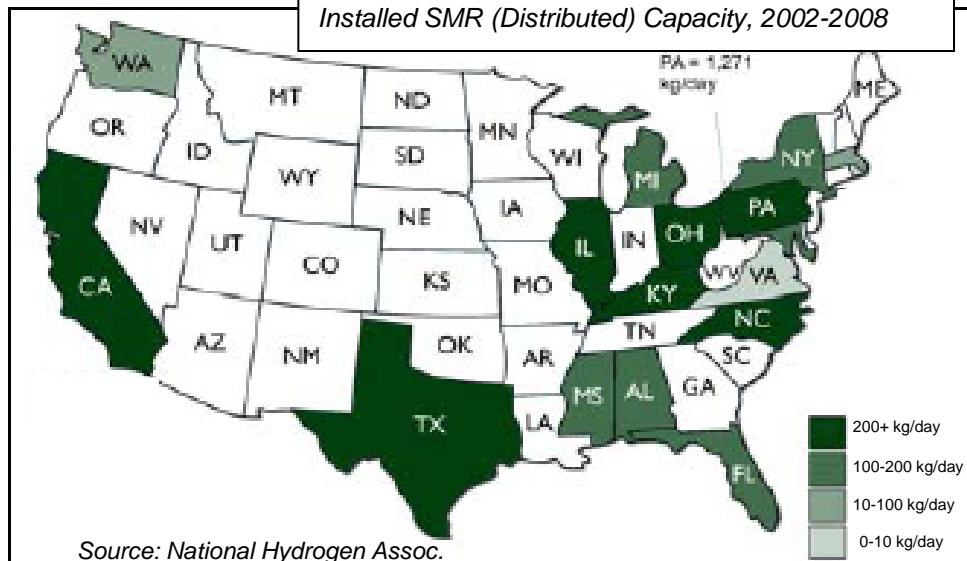 Installed SMR (Distributed) Capacity, 2002-2008
PA = 1,271
kg/day
WA
MT
ND
MN
ME
OR
ID
SD
WI
MI
NY
WY
NV
NE
IA
PA
UT
CO
IL
IN
OH
CA
KS
MO
WV
VA
KY
AZ
NM
OK
AR
TN
NC
SC
TX
LA
MS
AL
GA
FL
200+ kg/day
100-200 kg/day
10-100 kg/day
0-10 kg/day
Source: National Hydrogen Assoc.